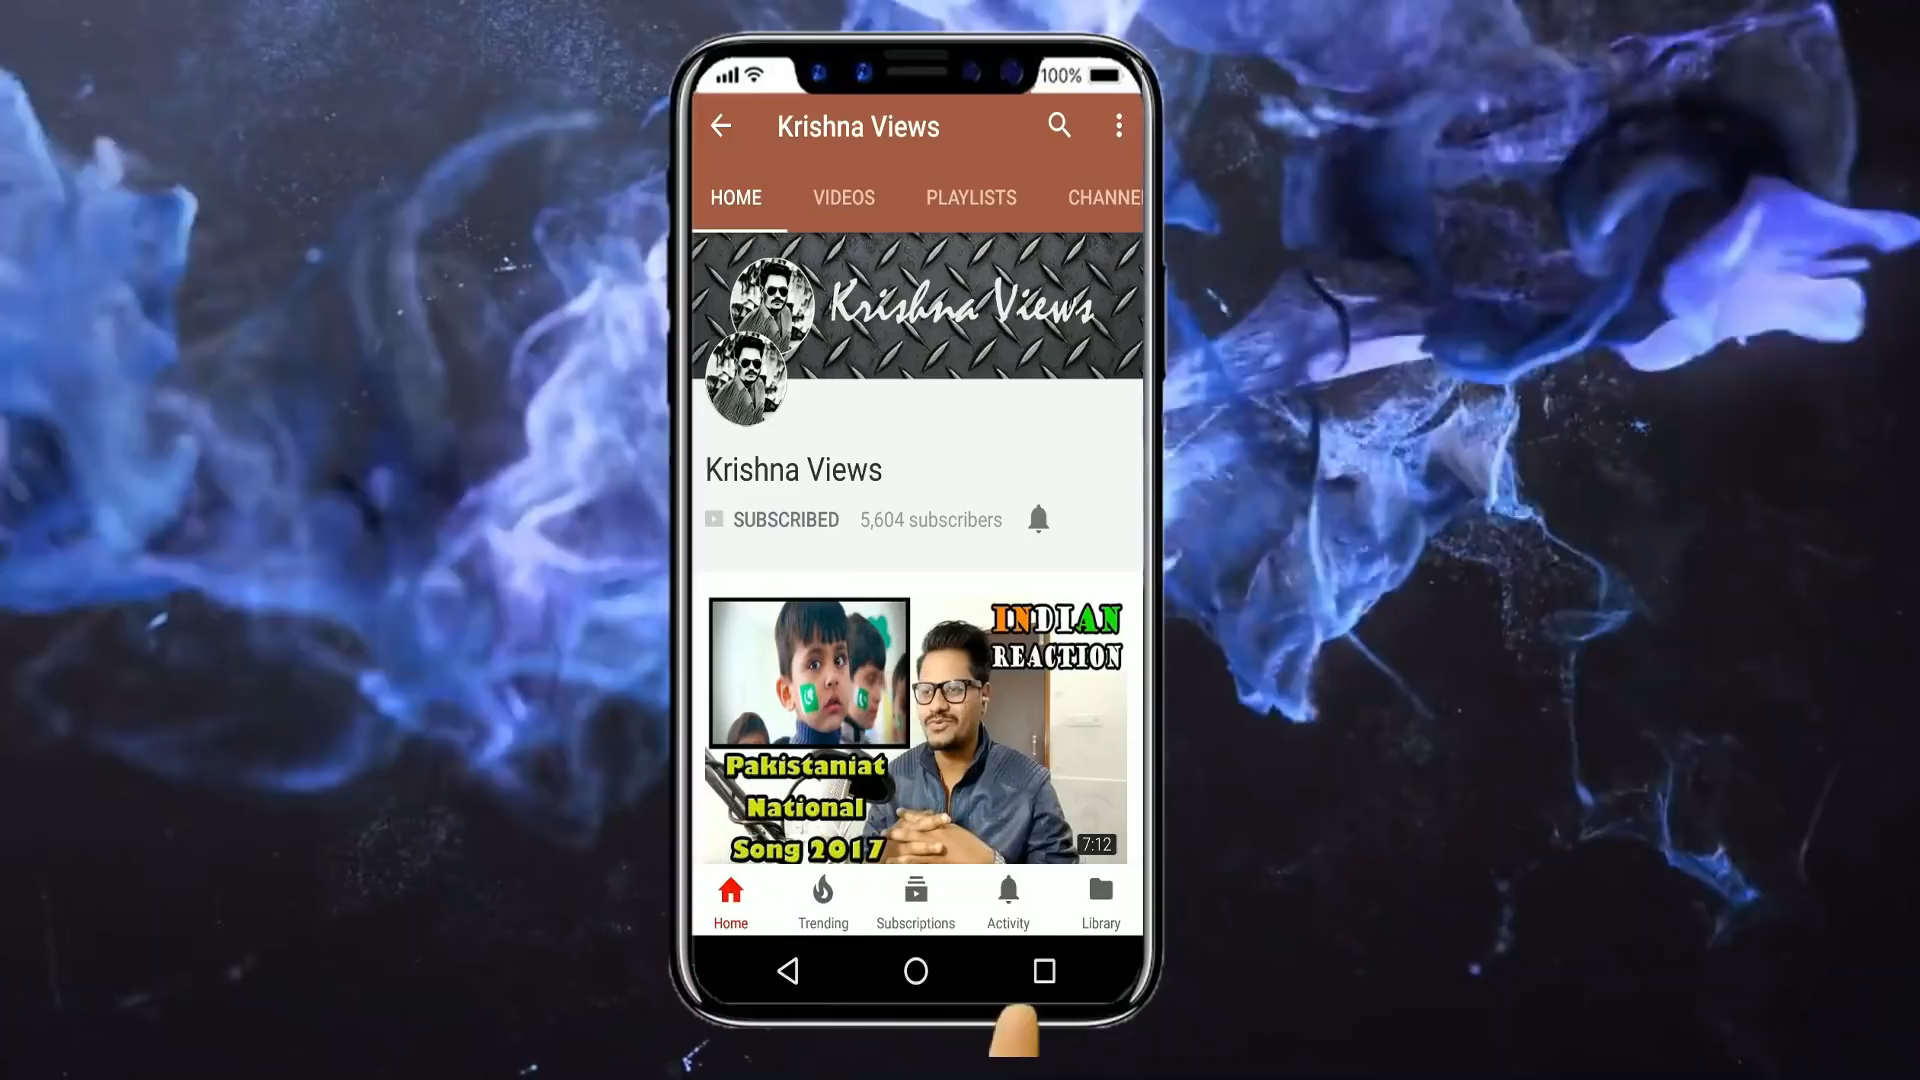 100%
Krishna Views
HOME VIDEOS PLAYLISTS CHANNE
Krishna Views
Krishna Views
SUBSCRIBED 5,604 subscribers
INDIAN
REACTION
Pakistaniat
National
Song 2017
7:12
Home Trending Subscriptions Activity Library